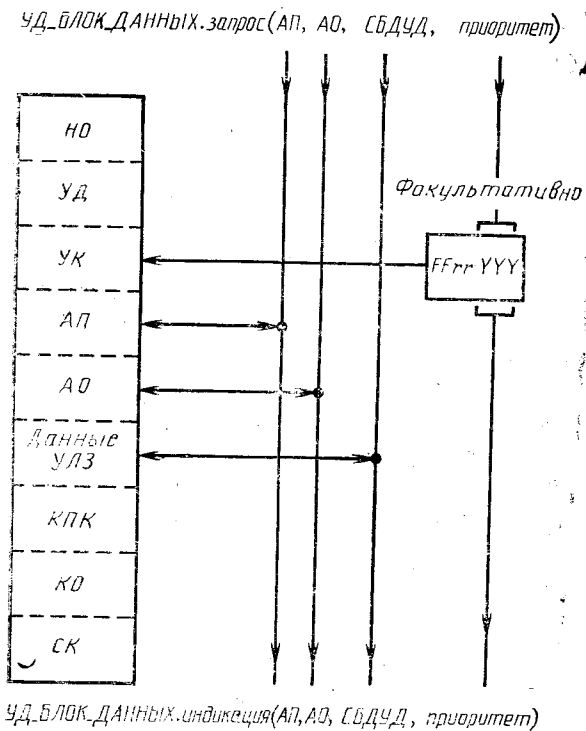 УД_БЛОК_ДАННЫХ.запрос(АП, АО, СБДУД, приоритет)
НО
УД
Факультативно
УК
FFrrYYY
АП
АО
Данные
УЛЗ
КПК
КО
СК
УД_БЛОК_ДАННЫХ.индикация(АП, АО, СБДУД, приоритет)